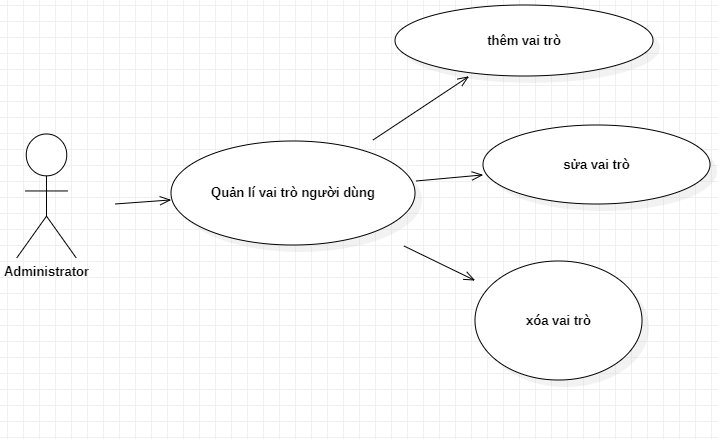 thêm vai trò
sửa vai trò
Quản lí vai trò người dùng
Administrator
xóa vai trò